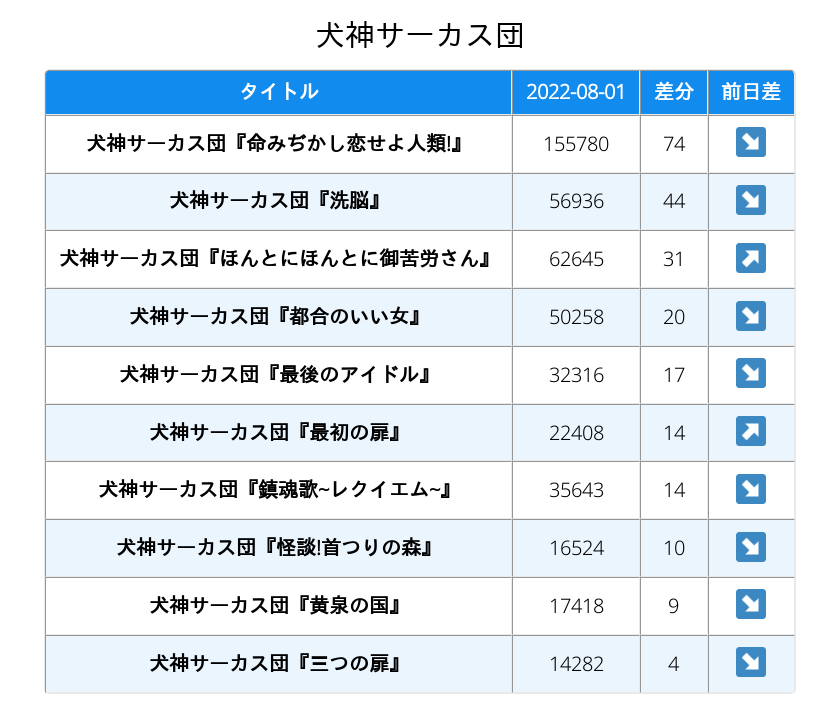 犬神サーカス団
タイトル 2022-08-01 差分 前日差
犬神サーカス団『命みぢかし恋せよ人類!』 155780 74 ↘
犬神サーカス団『洗脳』 56936 44 ↘
犬神サーカス団『ほんとにほんとに御苦労さん』 62645 31 ↗
犬神サーカス団『都合のいい女』 50258 20 ↘
犬神サーカス団『最後のアイドル』 32316 17 ↘
犬神サーカス団『最初の扉』 22408 14 ↗
犬神サーカス団『鎮魂歌~レクイエム~』 35643 14 ↘
犬神サーカス団『怪談!首つりの森』 16524 10 ↘
犬神サーカス団『黄泉の国』 17418 9 ↘
犬神サーカス団『三つの扉』 14282 4 ↘